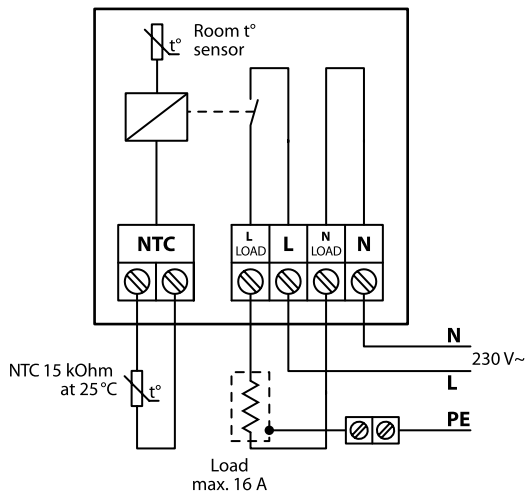 Room t°
sensor
t°
NTC
L
LOAD
L
N
LOAD
N
N
230 V~
L
NTC 15 kOhm
at 25°C
t°
PE
Load
max. 16 A